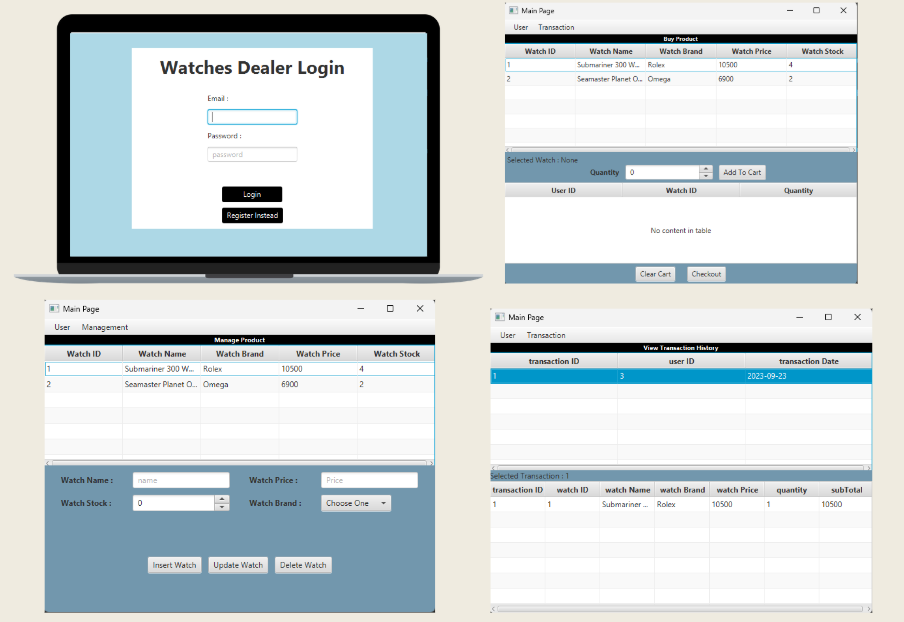 Watches Dealer Login
Email :
Password :
password
Login
Register Instead
Main Page
User Transaction
Buy Product
Watch ID Watch Name Watch Brand Watch Price Watch Stock
1 Submariner 300 W... Rolex 10500 4
2 Seamaster Planet O... Omega 6900 2
Selected Watch : None
Quantity 0 Add To Cart
User ID Watch ID Quantity
No content in table
Clear Cart Checkout
Main Page
User Management
Manage Product
Watch ID Watch Name Watch Brand Watch Price Watch Stock
1 Submariner 300 W... Rolex 10500 4
2 Seamaster Planet O... Omega 6900 2
Watch Name : name Watch Price : Price
Watch Stock : 0 Watch Brand : Choose One
Insert Watch Update Watch Delete Watch
Main Page
User Transaction
View Transaction History
transaction ID user ID transaction Date
1 3 2023-09-23
Selected Transaction : 1
transaction ID watch ID watch Name watch Brand watch Price quantity subTotal
1 1 Submariner ... Rolex 10500 1 10500